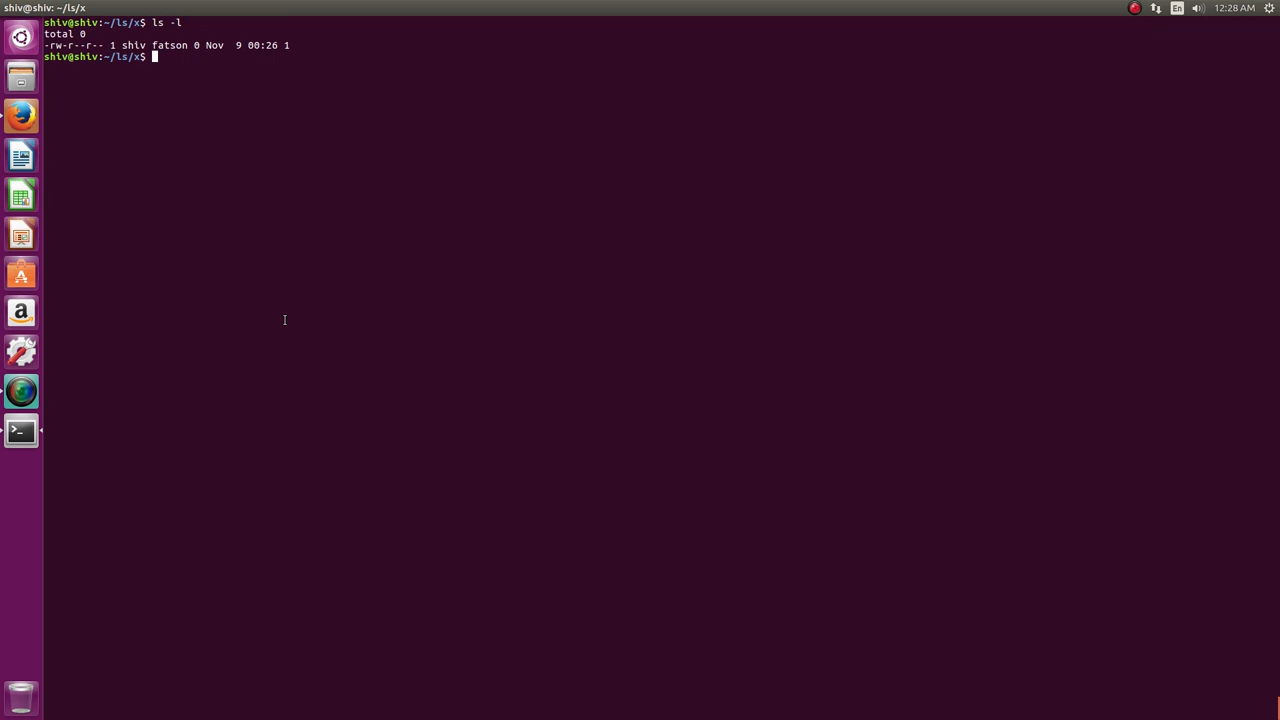 shiv@shiv: ~/ls/x
En
12:28 AM
shiv@shiv:~/ls/x$ ls -l
total 0
-rw-r--r-- 1 shiv fatson 0 Nov  9 00:26 1
shiv@shiv:~/ls/x$
a
>_